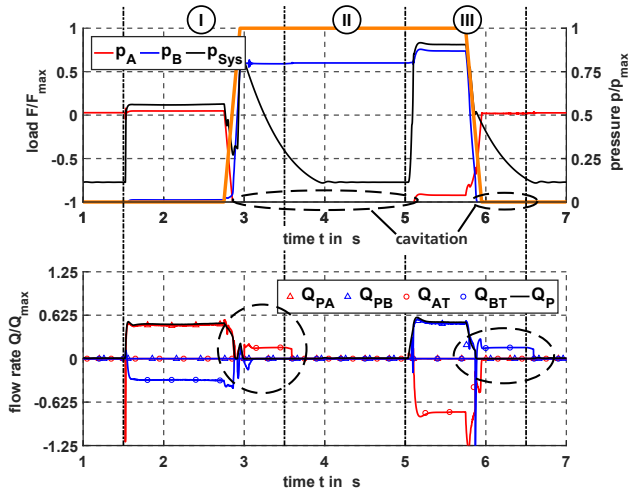 I II III
p_A p_B p_Sys
load F/F_max
1
0.5
0
-0.5
-1
pressure p/p_max
1
0.75
0.5
0.25
0
1 2 3 4 5 6 7
time t in s
cavitation
Q_PA Q_PB Q_AT Q_BT Q_P
flow rate Q/Q_max
1.25
0.625
0
-0.625
-1.25
1 2 3 4 5 6 7
time t in s